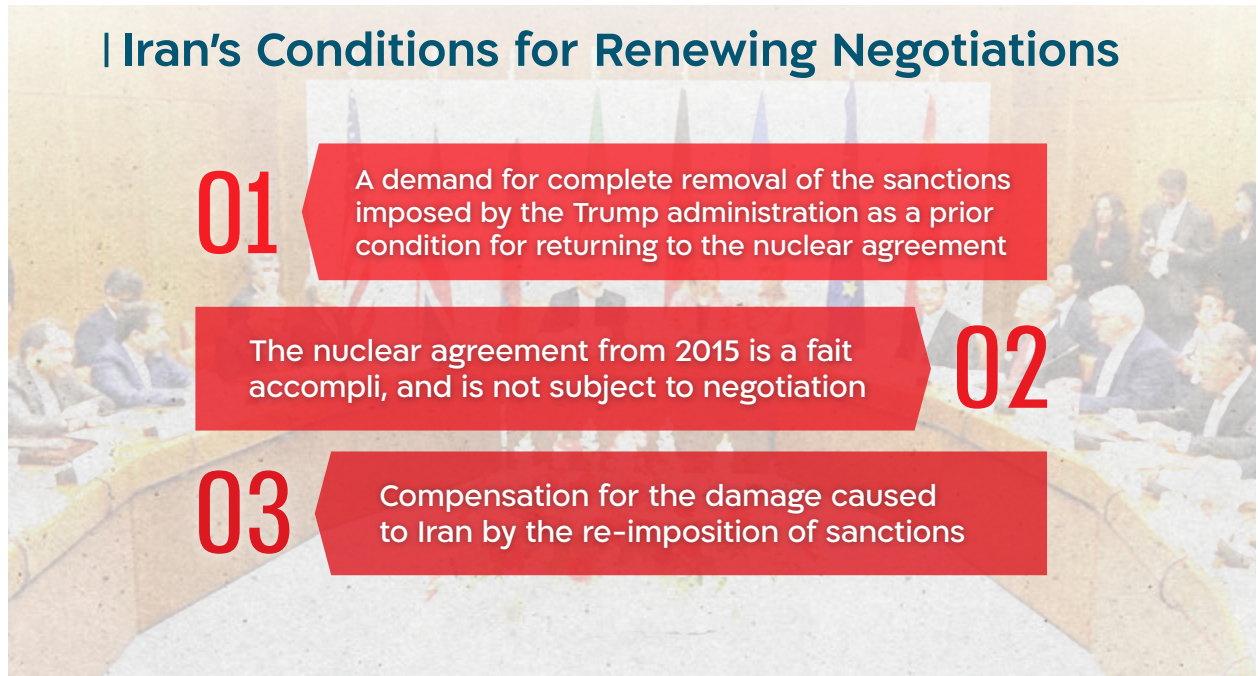 | Iran's Conditions for Renewing Negotiations
01
A demand for complete removal of the sanctions
imposed by the Trump administration as a prior
condition for returning to the nuclear agreement
The nuclear agreement from 2015 is a fait
accompli, and is not subject to negotiation
02
03
Compensation for the damage caused
to Iran by the re-imposition of sanctions